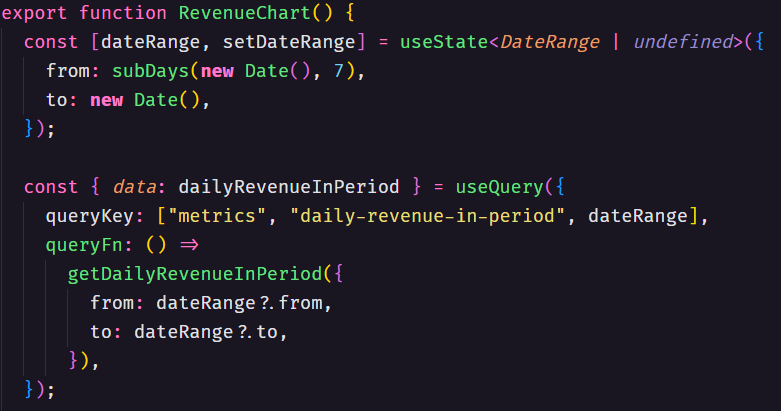 export function RevenueChart() {
  const [dateRange, setDateRange] = useState<DateRange | undefined>({
    from: subDays(new Date(), 7),
    to: new Date(),
  });

  const { data: dailyRevenueInPeriod } = useQuery({
    queryKey: ["metrics", "daily-revenue-in-period", dateRange],
    queryFn: () =>
      getDailyRevenueInPeriod({
        from: dateRange?.from,
        to: dateRange?.to,
      }),
  });